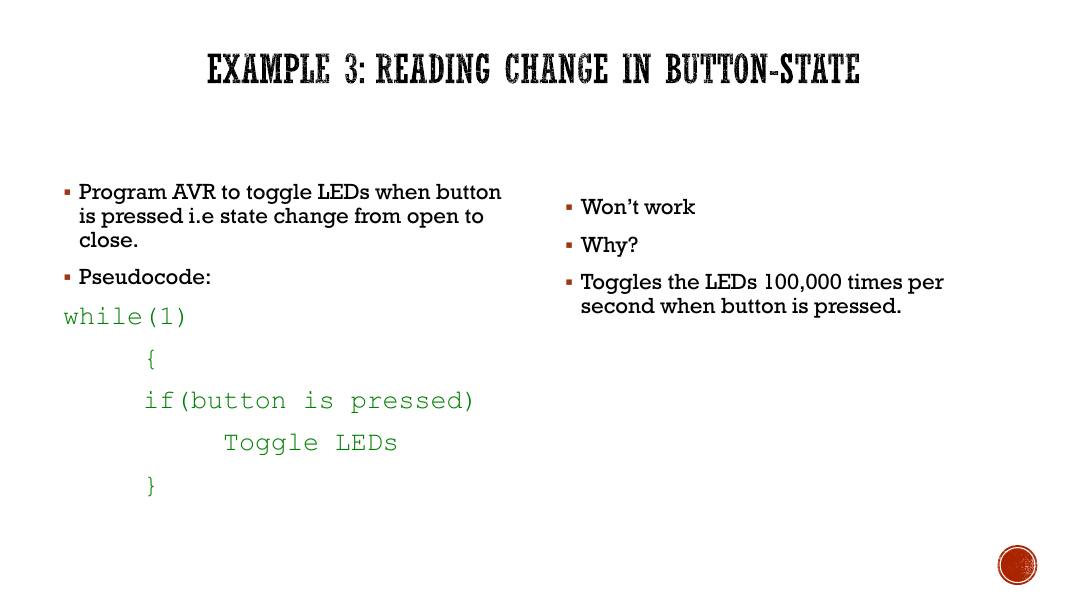 EXAMPLE 3: READING CHANGE IN BUTTON-STATE
▪ Program AVR to toggle LEDs when button
is pressed i.e state change from open to
close.
▪ Pseudocode:
while(1)
{
if(button is pressed)
Toggle LEDs
}
▪ Won’t work
▪ Why?
▪ Toggles the LEDs 100,000 times per
second when button is pressed.